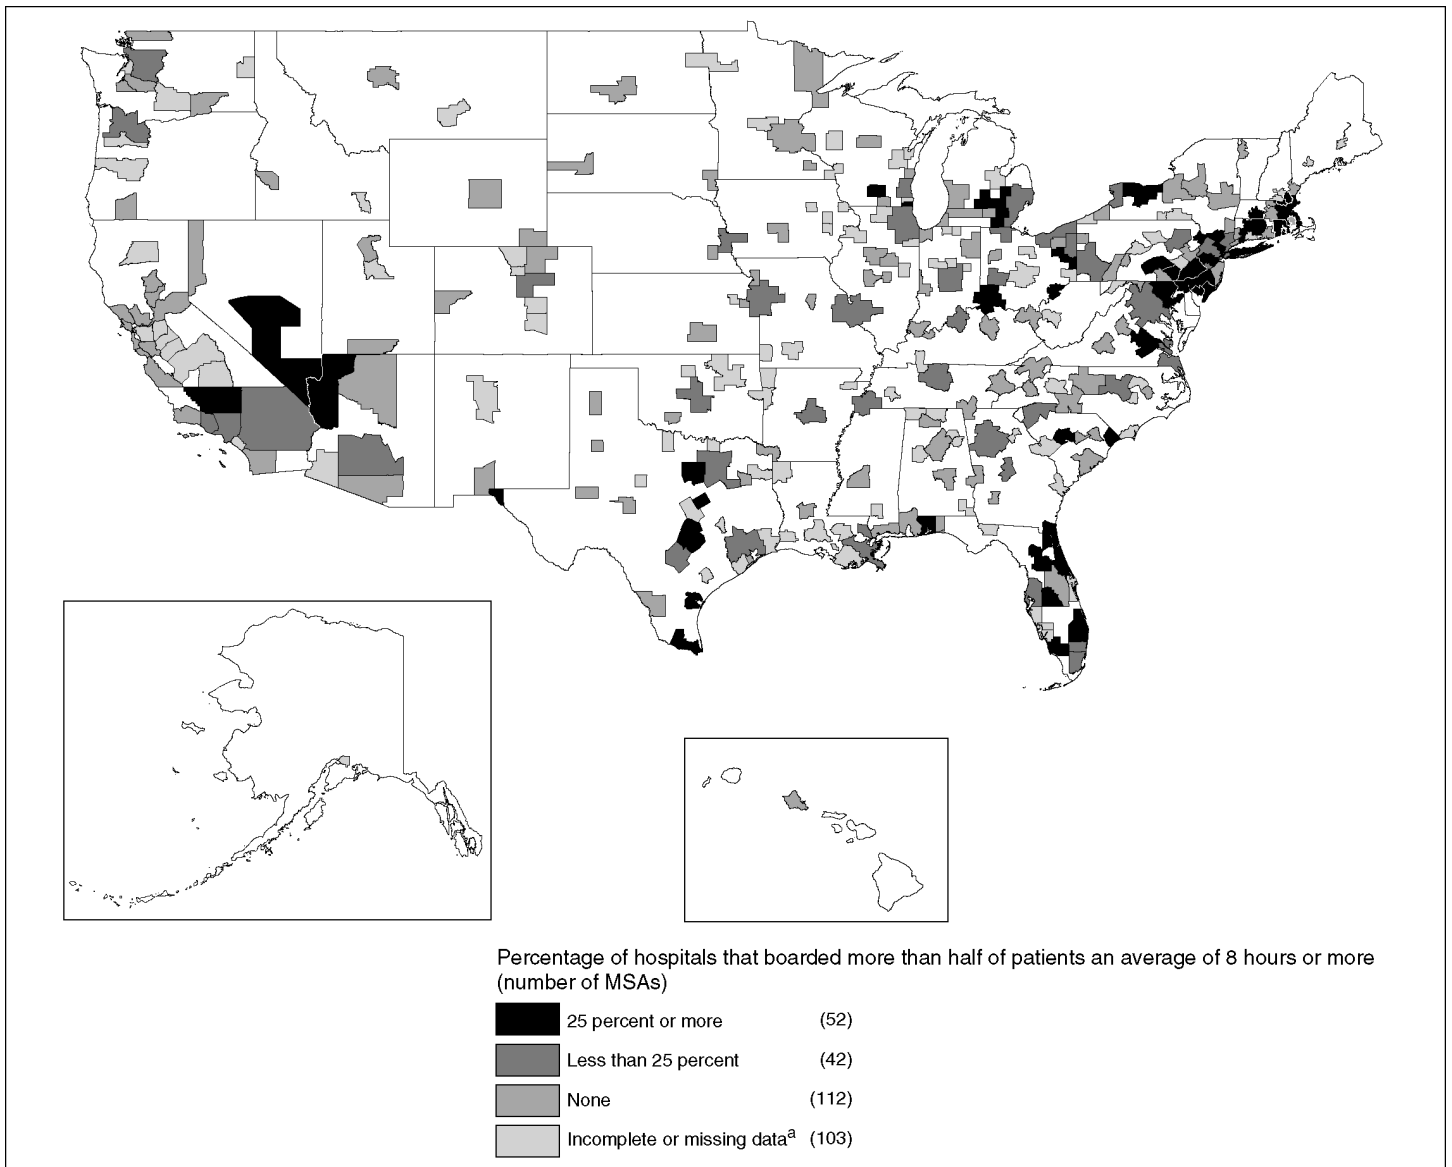 Percentage of hospitals that boarded more than half of patients an average of 8 hours or more
(number of MSAs)
25 percent or more (52)
Less than 25 percent (42)
None (112)
Incomplete or missing dataᵃ (103)